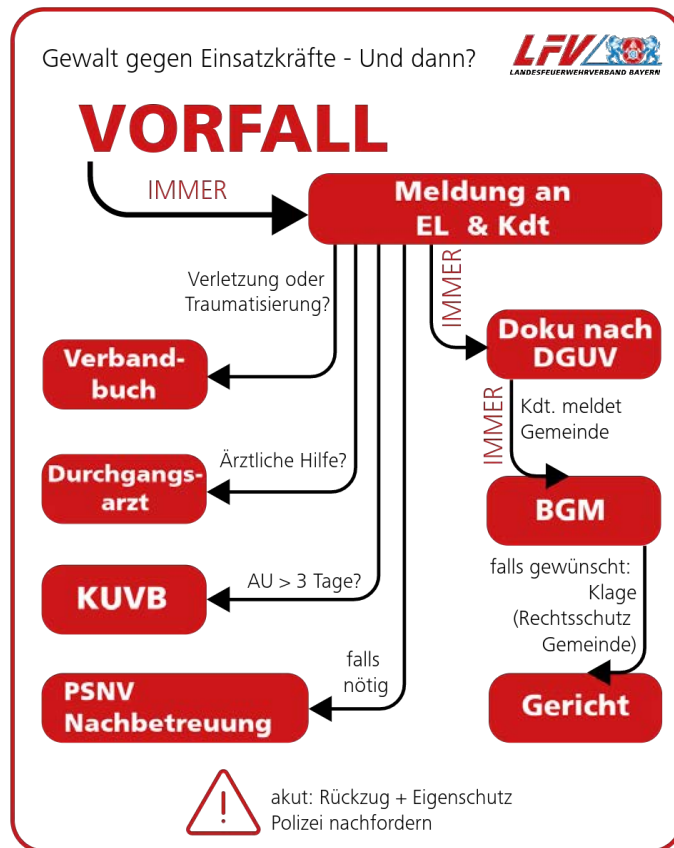 Gewalt gegen Einsatzkräfte - Und dann?
LFV
LANDESFEUERWEHRVERBAND BAYERN
VORFALL
IMMER
Meldung an
EL & Kdt
Verletzung oder
Traumatisierung?
IMMER
Verband-
buch
Doku nach
DGUV
Kdt. meldet
Gemeinde
IMMER
Ärztliche Hilfe?
Durchgangs-
arzt
BGM
AU > 3 Tage?
KUVB
falls gewünscht:
Klage
(Rechtsschutz
Gemeinde)
falls
nötig
PSNV
Nachbetreuung
Gericht
akut: Rückzug + Eigenschutz
Polizei nachfordern